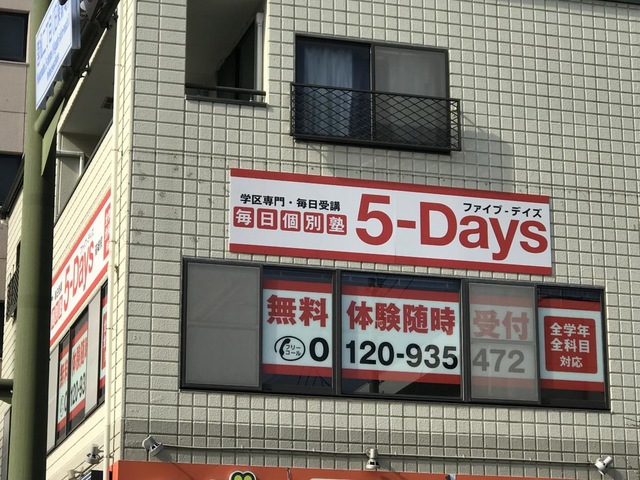 学区専門・毎日受講
毎日個別塾
5-Days
ファイブ・デイズ
無料
体験随時
受付
フリーコール
0120-935472
全学年
全科目
対応
5-Days